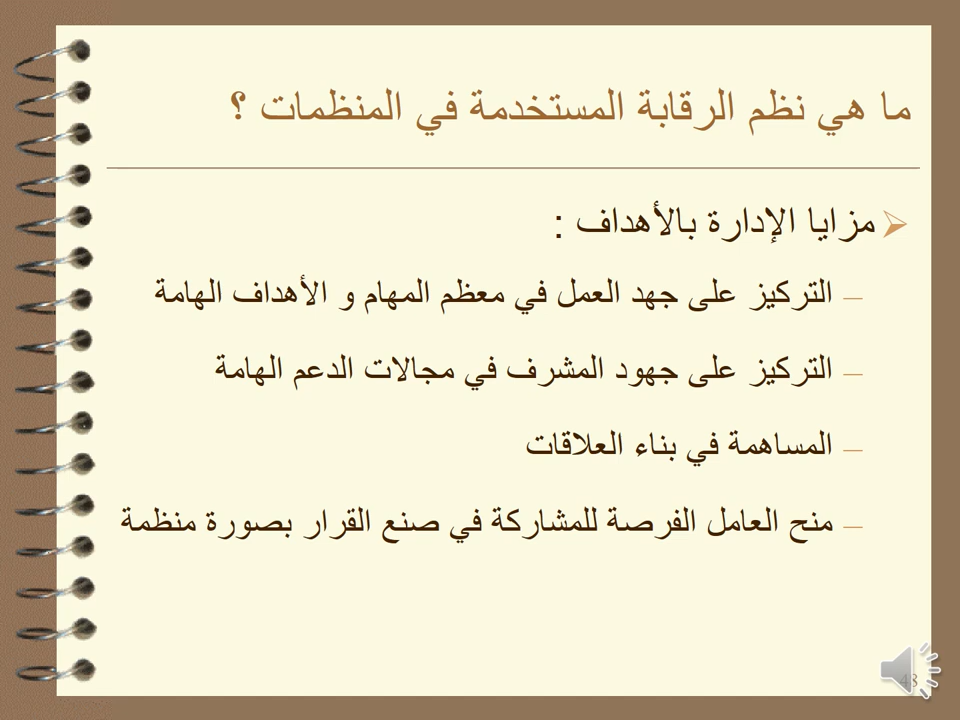 ما هي نظم الرقابة المستخدمة في المنظمات ؟
مزايا الإدارة بالأهداف :
– التركيز على جهد العمل في معظم المهام و الأهداف الهامة
– التركيز على جهود المشرف في مجالات الدعم الهامة
– المساهمة في بناء العلاقات
– منح العامل الفرصة للمشاركة في صنع القرار بصورة منظمة